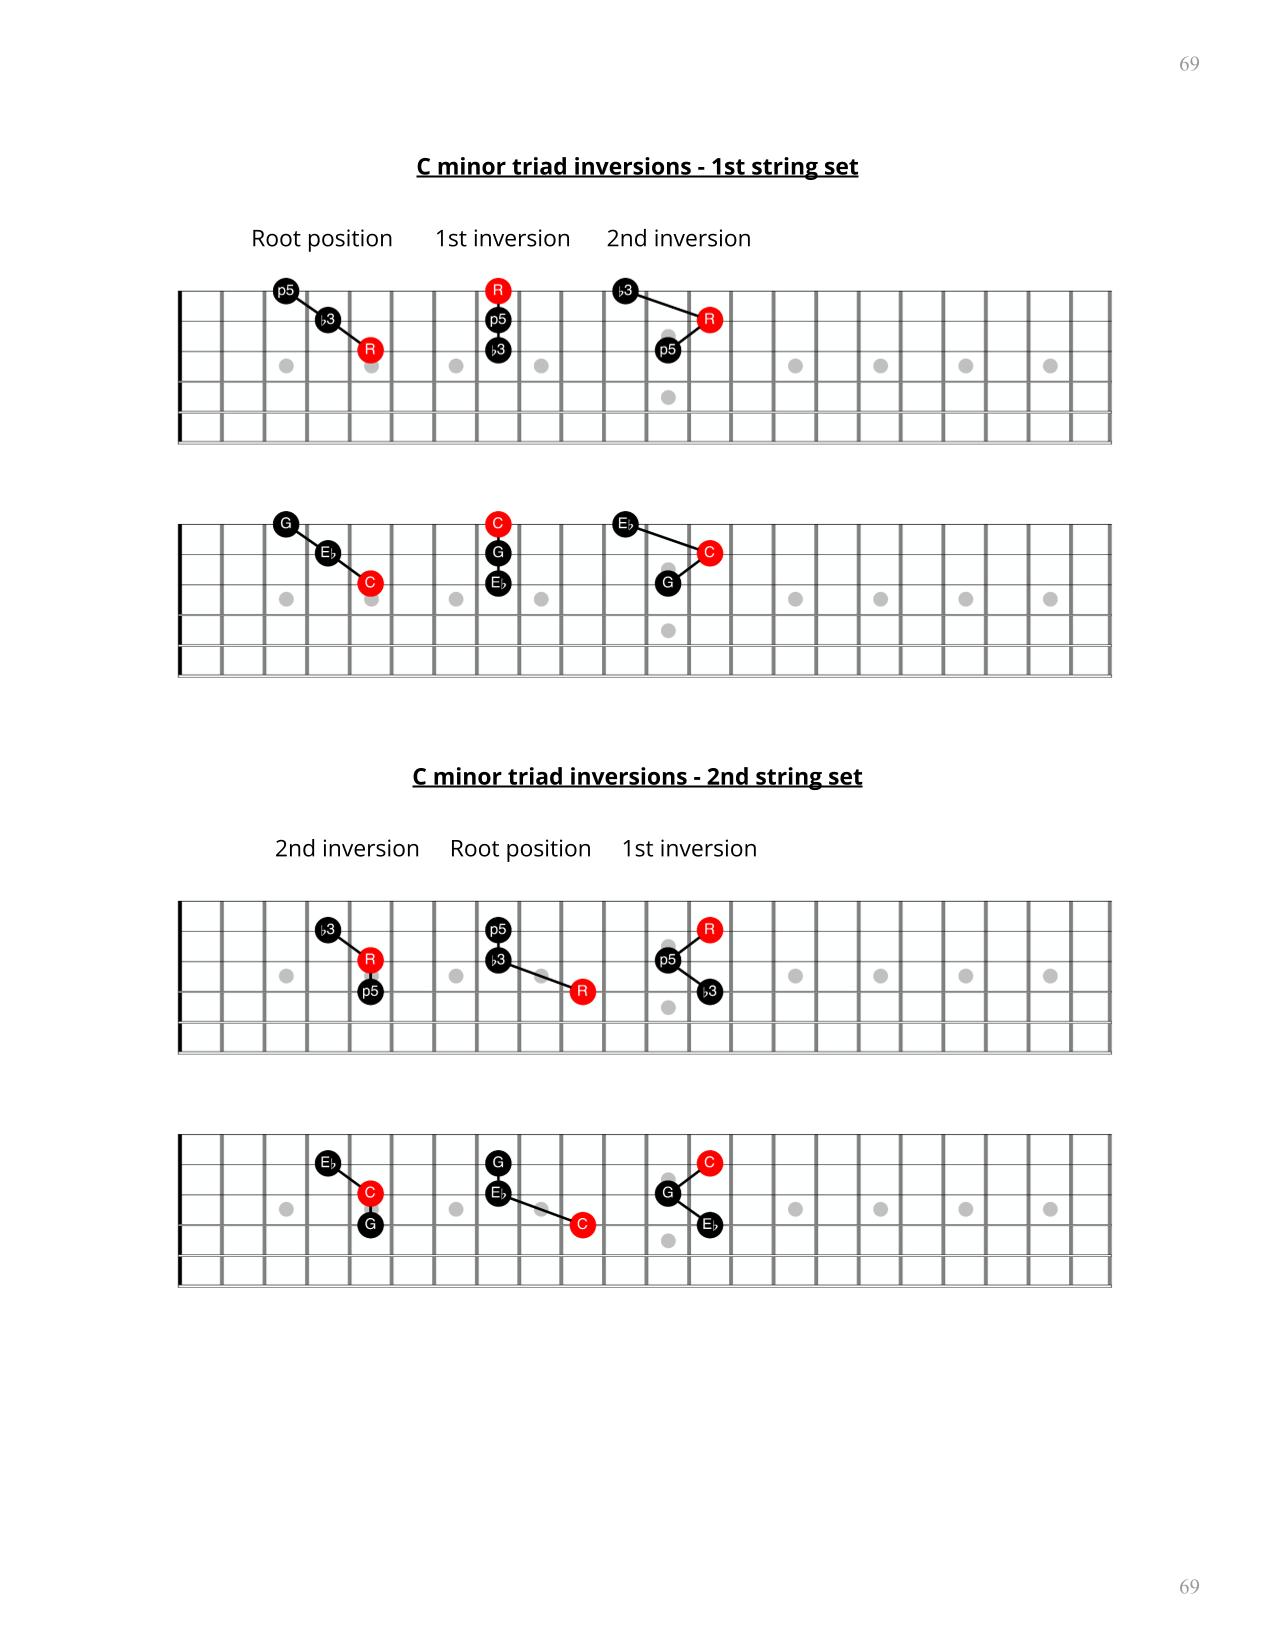 69
C minor triad inversions - 1st string set
Root position 1st inversion 2nd inversion
p5 R ♭3
♭3 p5 R
R ♭3 p5
G C E♭
E♭ G C
C E♭ G
C minor triad inversions - 2nd string set
2nd inversion Root position 1st inversion
♭3 p5 R
R ♭3 p5
p5 R ♭3
E♭ G C
C E♭ G
G C E♭
69